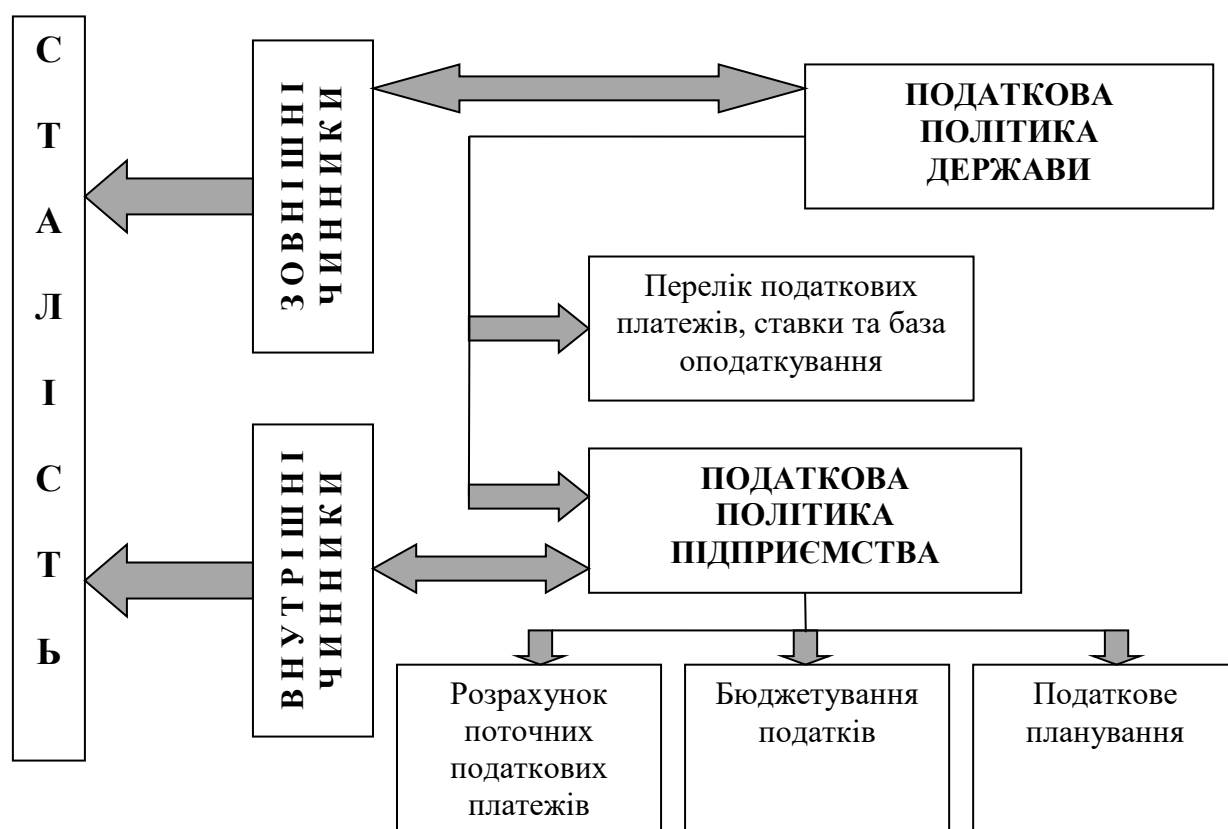 СТАЛІСТЬ
ЗОВНІШНІ
ЧИННИКИ
ПОДАТКОВА
ПОЛІТИКА
ДЕРЖАВИ
Перелік податкових
платежів, ставки та база
оподаткування
ВНУТРІШНІ
ЧИННИКИ
ПОДАТКОВА
ПОЛІТИКА
ПІДПРИЄМСТВА
Розрахунок
поточних
податкових
платежів
Бюджетування
податків
Податкове
планування